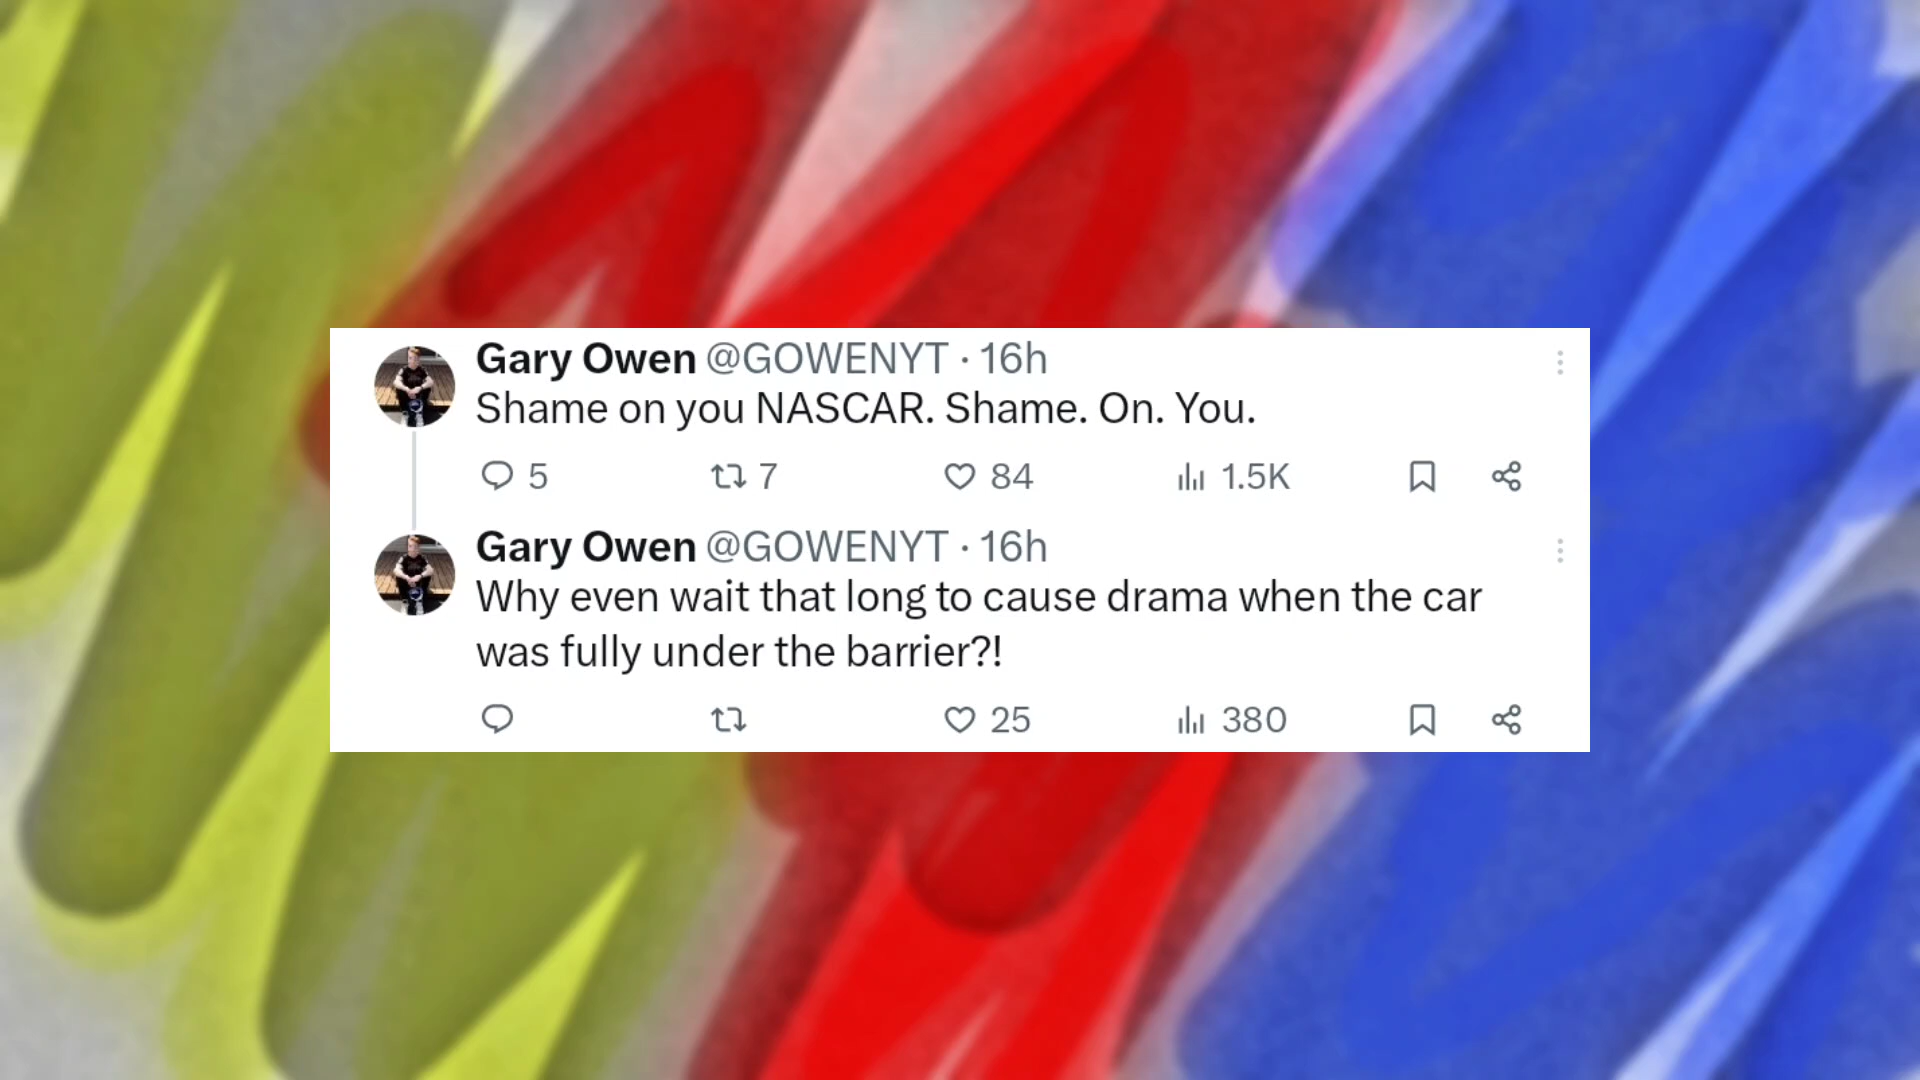 Gary Owen @GOWENYT · 16h
Shame on you NASCAR. Shame. On. You.
5 7 84 1.5K
Gary Owen @GOWENYT · 16h
Why even wait that long to cause drama when the car
was fully under the barrier?!
25 380